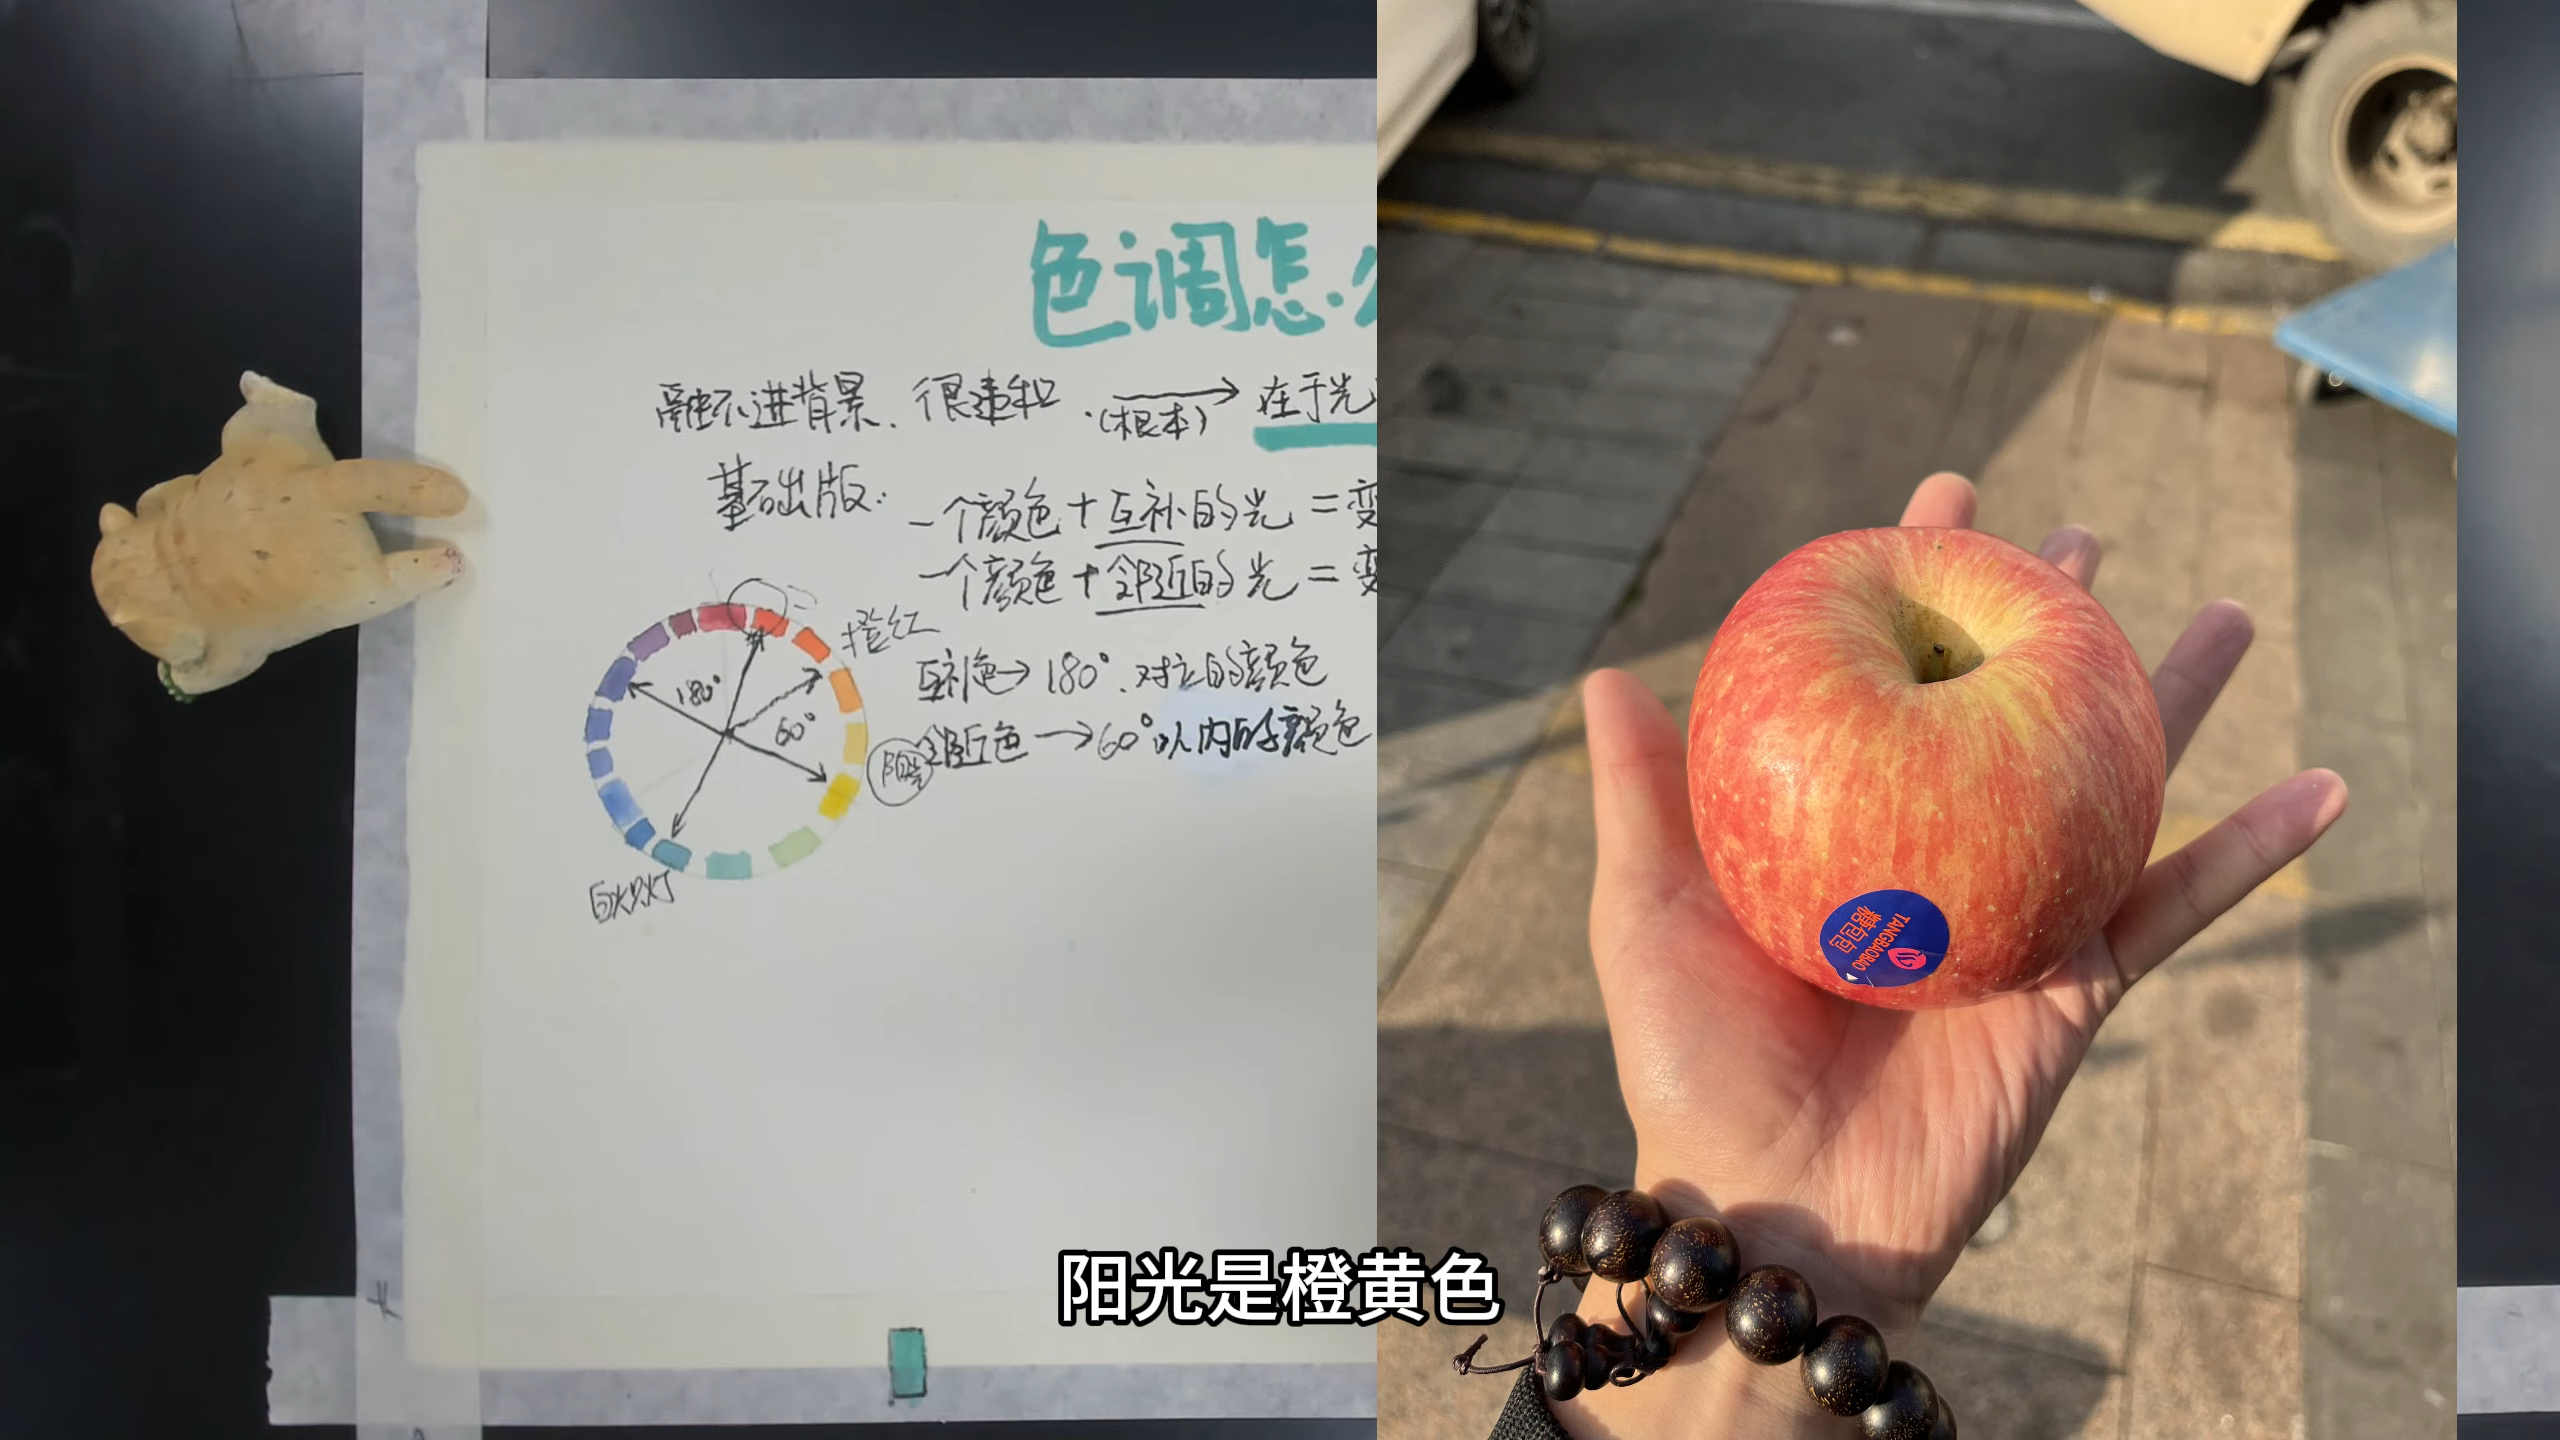 色调怎么
融不进背景、很违和 (根本) → 在于光
基础版: 一个颜色+互补的光=变
一个颜色+邻近的光=变
橙红
互补色→180°、对立的颜色
180°
60°
阳光
邻近色→60°以内的颜色
白炽灯
TANGBAOBAO
糖包包
阳光是橙黄色